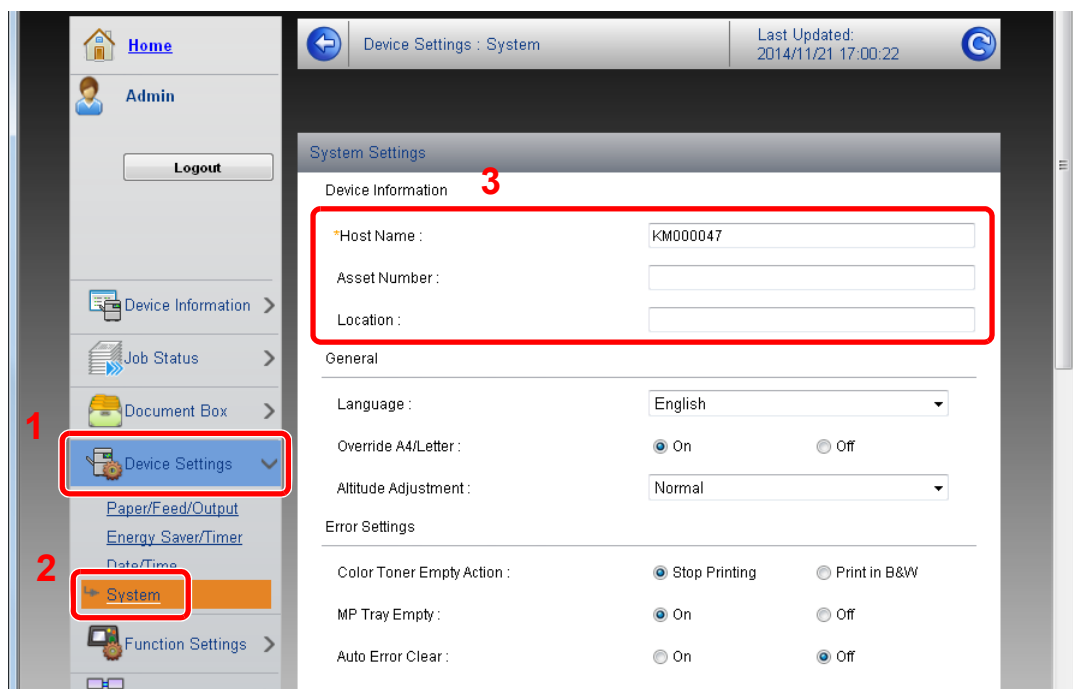 Home
Admin
Logout
Device Information
Job Status
Document Box
1
Device Settings
Paper/Feed/Output
Energy Saver/Timer
Date/Time
2
System
Function Settings
Device Settings : System
Last Updated:
2014/11/21 17:00:22
System Settings
Device Information
3
*Host Name : KM000047
Asset Number :
Location :
General
Language : English
Override A4/Letter : On Off
Altitude Adjustment : Normal
Error Settings
Color Toner Empty Action : Stop Printing Print in B&W
MP Tray Empty : On Off
Auto Error Clear : On Off